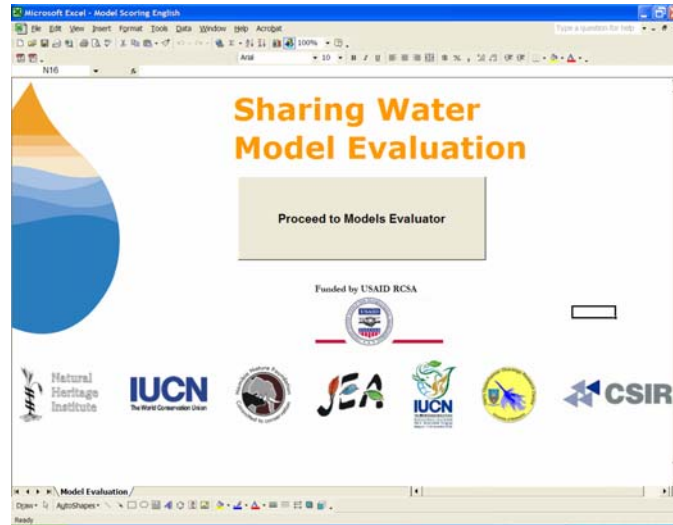 Microsoft Excel - Model Scoring English
File Edit View Insert Format Tools Data Window Help Acrobat
Type a question for help
100%
Arial 10 B I U
N16
Sharing Water
Model Evaluation
Proceed to Models Evaluator
Funded by USAID RCSA
USAID
Natural
Heritage
Institute
IUCN
The World Conservation Union
JEA
IUCN
CSIR
Model Evaluation
Draw AutoShapes
Ready